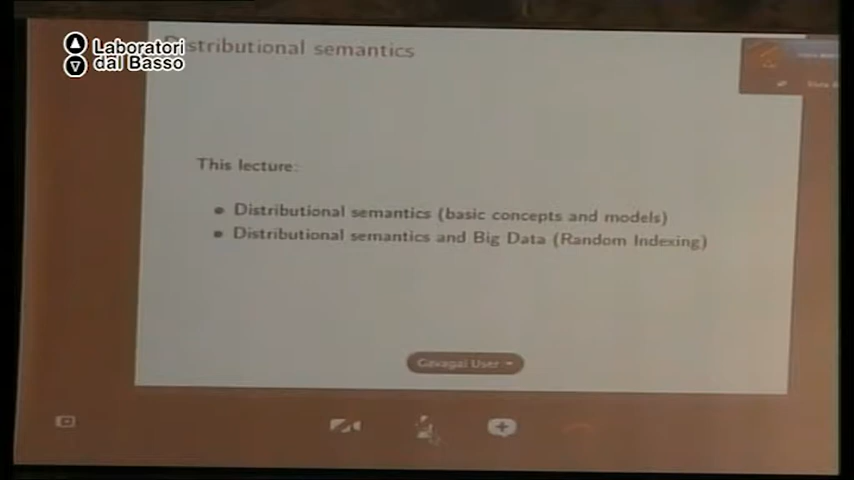 Laboratori
dal Basso
Distributional semantics
This lecture:
Distributional semantics (basic concepts and models)
Distributional semantics and Big Data (Random Indexing)
Gavagai User